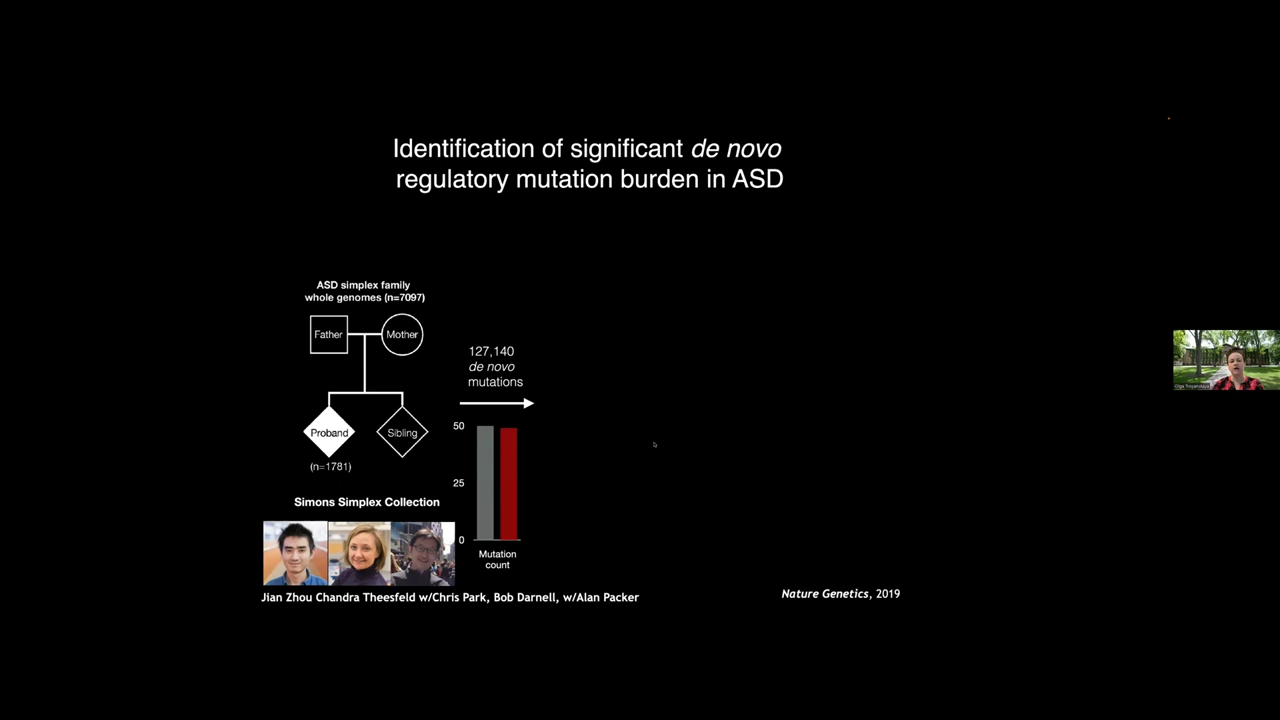 Identification of significant de novo
regulatory mutation burden in ASD
ASD simplex family
whole genomes (n=7097)
Father
Mother
Proband
Sibling
(n=1781)
127,140
de novo
mutations
50
25
0
Mutation
count
Simons Simplex Collection
Jian Zhou Chandra Theesfeld w/Chris Park, Bob Darnell, w/Alan Packer
Nature Genetics, 2019
Olga Troyanskaya